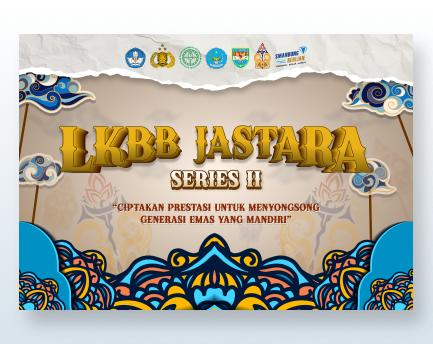 LKBB JASTARA
SERIES II
“CIPTAKAN PRESTASI UNTUK MENYONGSONG
GENERASI EMAS YANG MANDIRI”